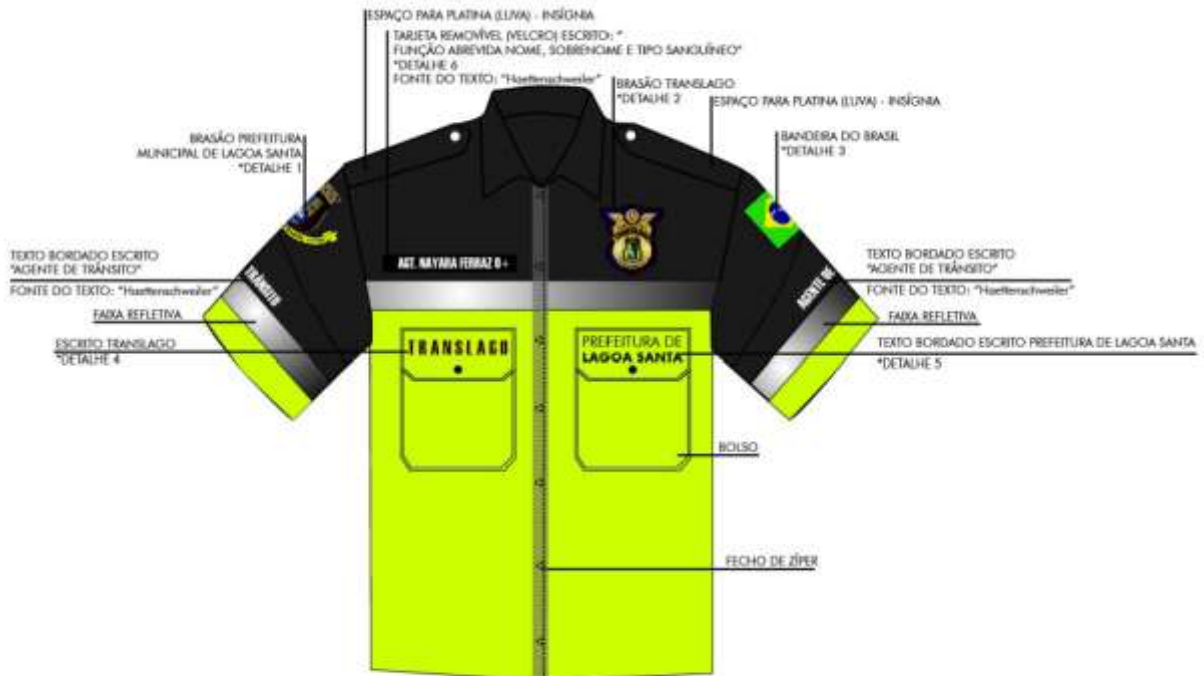 ESPAÇO PARA PLATINA (LUVA) - INSÍGNIA
TARJETA REMOVÍVEL (VELCRO) ESCRITO: "
FUNÇÃO ABREVIDA NOME, SOBRENOME E TIPO SANGUÍNEO"
*DETALHE 6
FONTE DO TEXTO: "Haettenschweiler"
BRASÃO TRANSLAGO
*DETALHE 2
ESPAÇO PARA PLATINA (LUVA) - INSÍGNIA
BRASÃO PREFEITURA
MUNICIPAL DE LAGOA SANTA
*DETALHE 1
BANDEIRA DO BRASIL
*DETALHE 3
TEXTO BORDADO ESCRITO
"AGENTE DE TRÂNSITO"
FONTE DO TEXTO: "Haettenschweiler"
FAIXA REFLETIVA
TRÂNSITO
AGT. NAYARA FERRAZ O+
AGENTE DE
TEXTO BORDADO ESCRITO
"AGENTE DE TRÂNSITO"
FONTE DO TEXTO: "Haettenschweiler"
FAIXA REFLETIVA
ESCRITO TRANSLAGO
*DETALHE 4
TRANSLAGO
PREFEITURA DE
LAGOA SANTA
TEXTO BORDADO ESCRITO PREFEITURA DE LAGOA SANTA
*DETALHE 5
BOLSO
FECHO DE ZÍPER